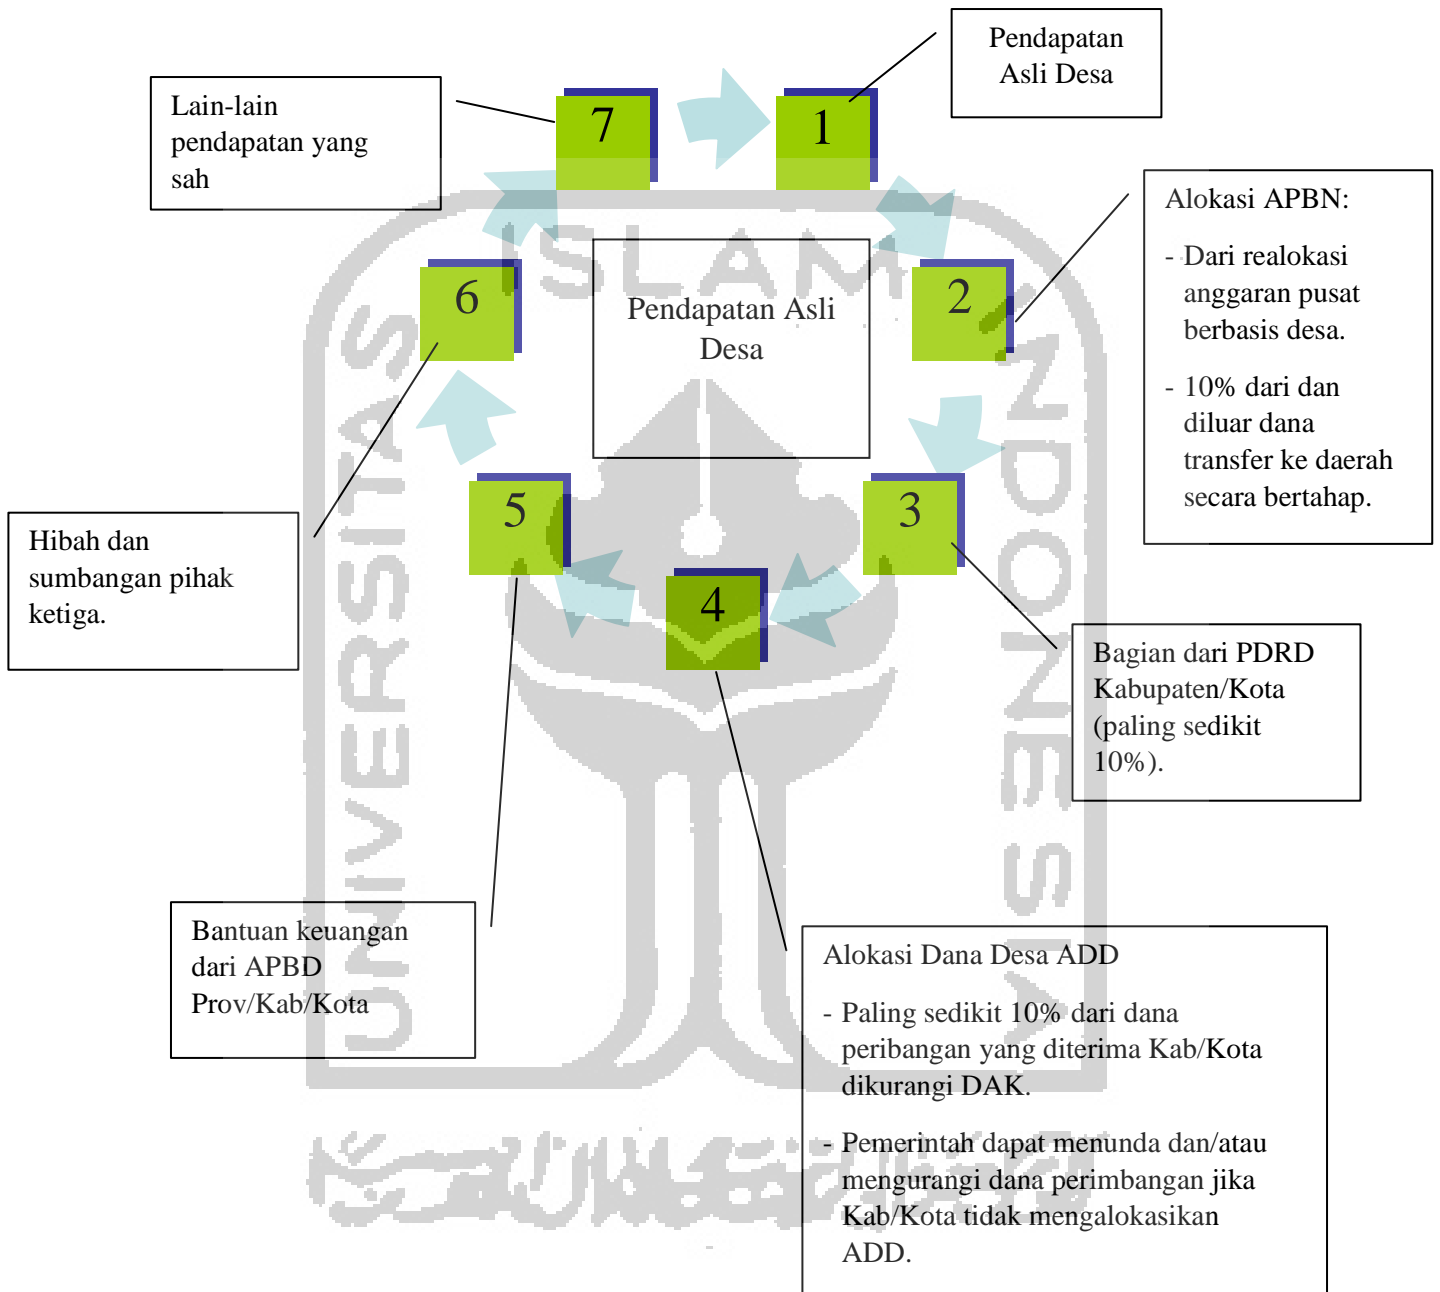 Pendapatan
Asli Desa
Lain-lain
pendapatan yang
sah
7
1
Alokasi APBN:
- Dari realokasi
anggaran pusat
berbasis desa.
- 10% dari dan
diluar dana
transfer ke daerah
secara bertahap.
ISLAM
6
Pendapatan Asli
Desa
2
5
3
Hibah dan
sumbangan pihak
ketiga.
4
Bagian dari PDRD
Kabupaten/Kota
(paling sedikit
10%).
UNIVERSITAS
INDONESIA
Bantuan keuangan
dari APBD
Prov/Kab/Kota
Alokasi Dana Desa ADD
- Paling sedikit 10% dari dana
peribangan yang diterima Kab/Kota
dikurangi DAK.
- Pemerintah dapat menunda dan/atau
mengurangi dana perimbangan jika
Kab/Kota tidak mengalokasikan
ADD.